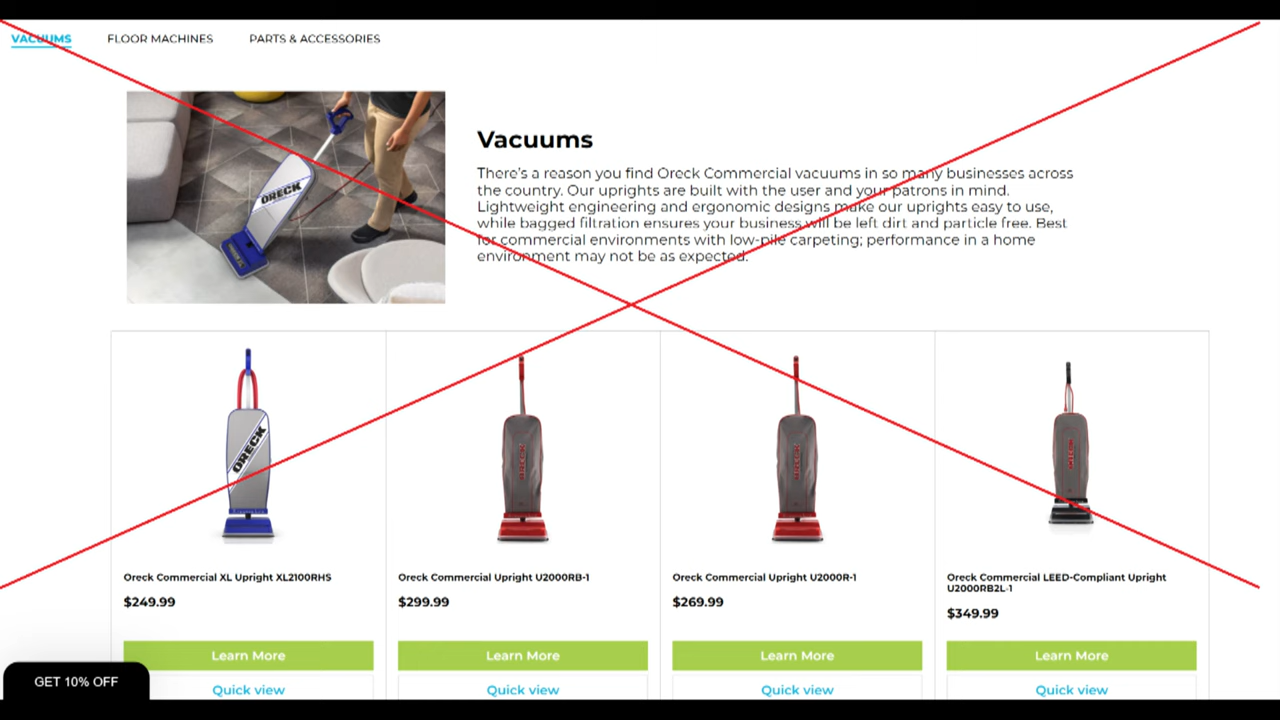 VACUUMS
FLOOR MACHINES
PARTS & ACCESSORIES
ORECK
Vacuums
There's a reason you find Oreck Commercial vacuums in so many businesses across
the country. Our uprights are built with the user and your patrons in mind.
Lightweight engineering and ergonomic designs make our uprights easy to use,
while bagged filtration ensures your business will be left dirt and particle free. Best
for commercial environments with low-pile carpeting; performance in a home
environment may not be as expected.
ORECK
ORECK
ORECK
ORECK
Oreck Commercial XL Upright XL2100RHS
$249.99
Learn More
Quick view
Oreck Commercial Upright U2000RB-1
$299.99
Learn More
Quick view
Oreck Commercial Upright U2000R-1
$269.99
Learn More
Quick view
Oreck Commercial LEED-Compliant Upright
U2000RB2L-1
$349.99
Learn More
Quick view
GET 10% OFF